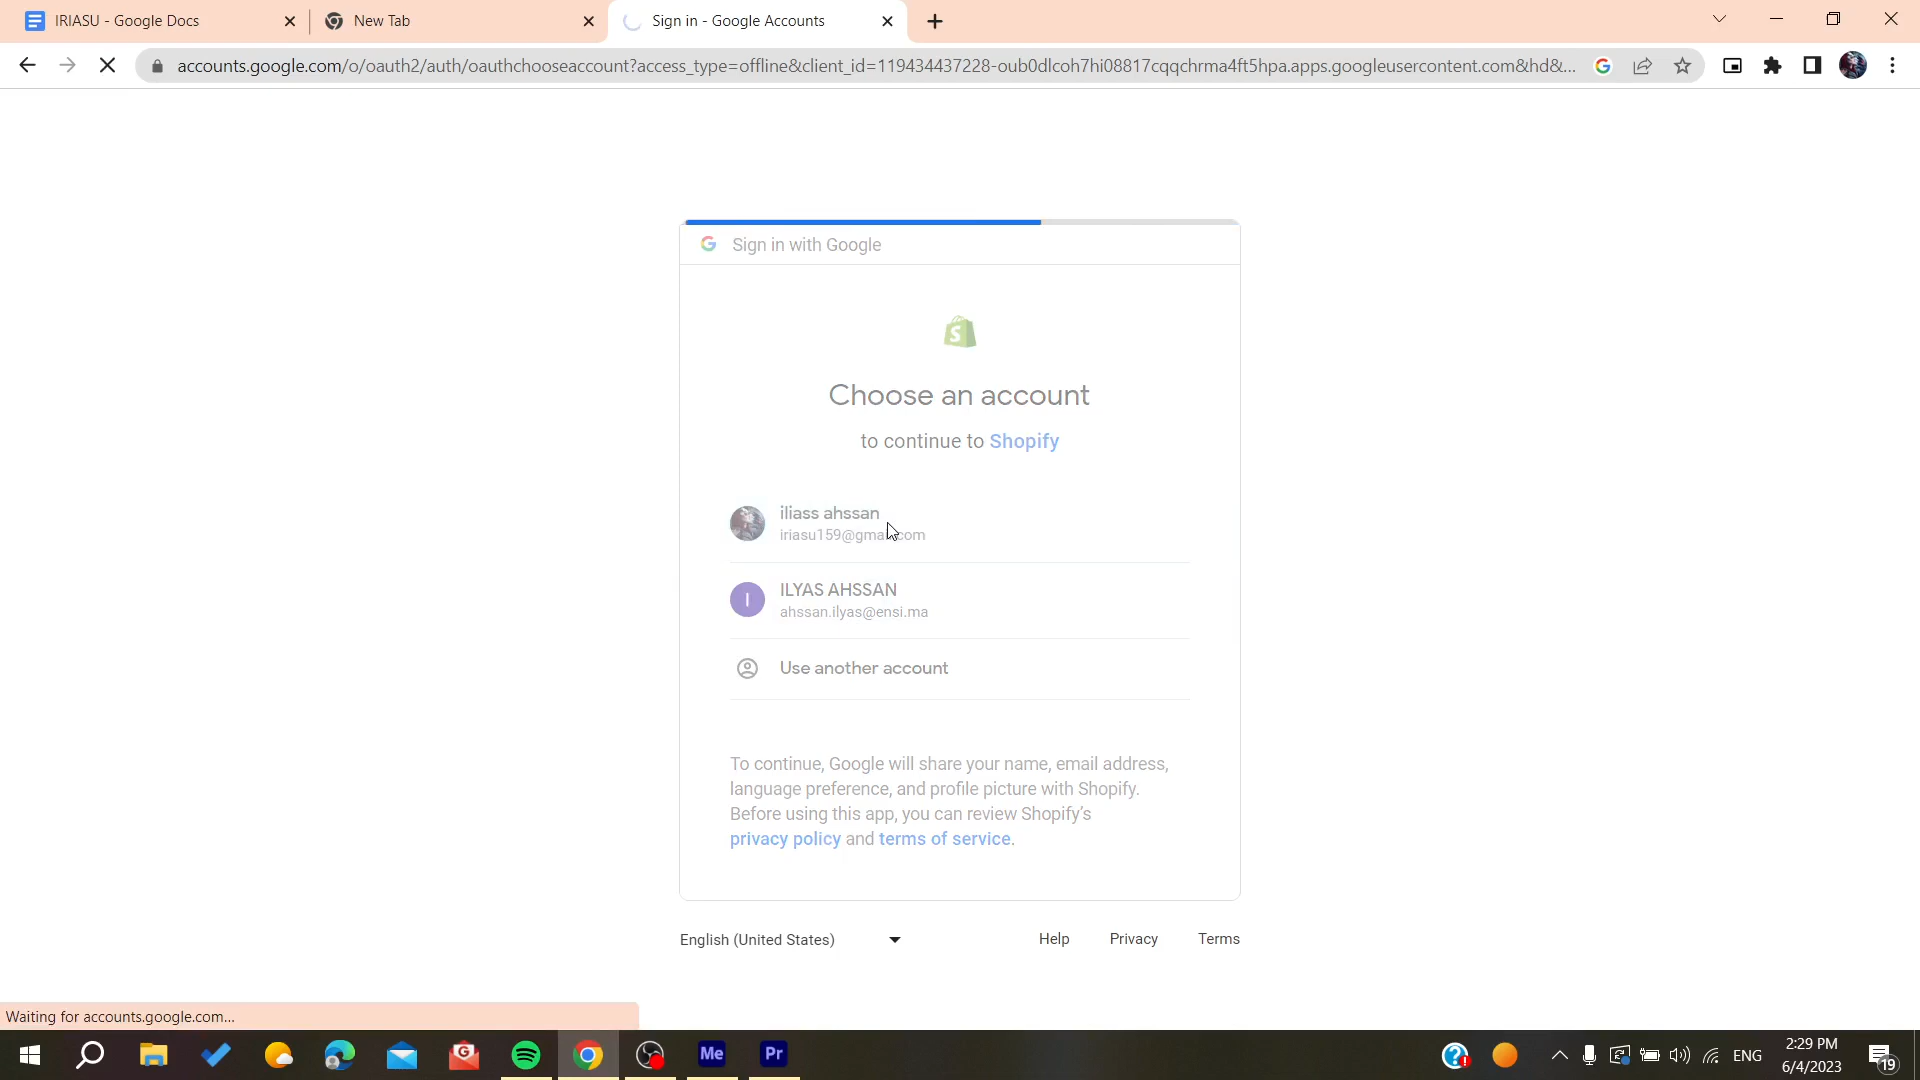 IRIASU - Google Docs
New Tab
Sign in - Google Accounts
accounts.google.com/o/oauth2/auth/oauthchooseaccount?access_type=offline&client_id=119434437228-oub0dlcoh7hi08817cqqchrma4ft5hpa.apps.googleusercontent.com&hd&...
Sign in with Google
Choose an account
to continue to Shopify
iliass ahssan
iriasu159@gmail.com
I
ILYAS AHSSAN
ahssan.ilyas@ensi.ma
Use another account
To continue, Google will share your name, email address,
language preference, and profile picture with Shopify.
Before using this app, you can review Shopify's
privacy policy and terms of service.
English (United States)
Help
Privacy
Terms
Waiting for accounts.google.com...
Me
Pr
ENG
2:29 PM
6/4/2023
19